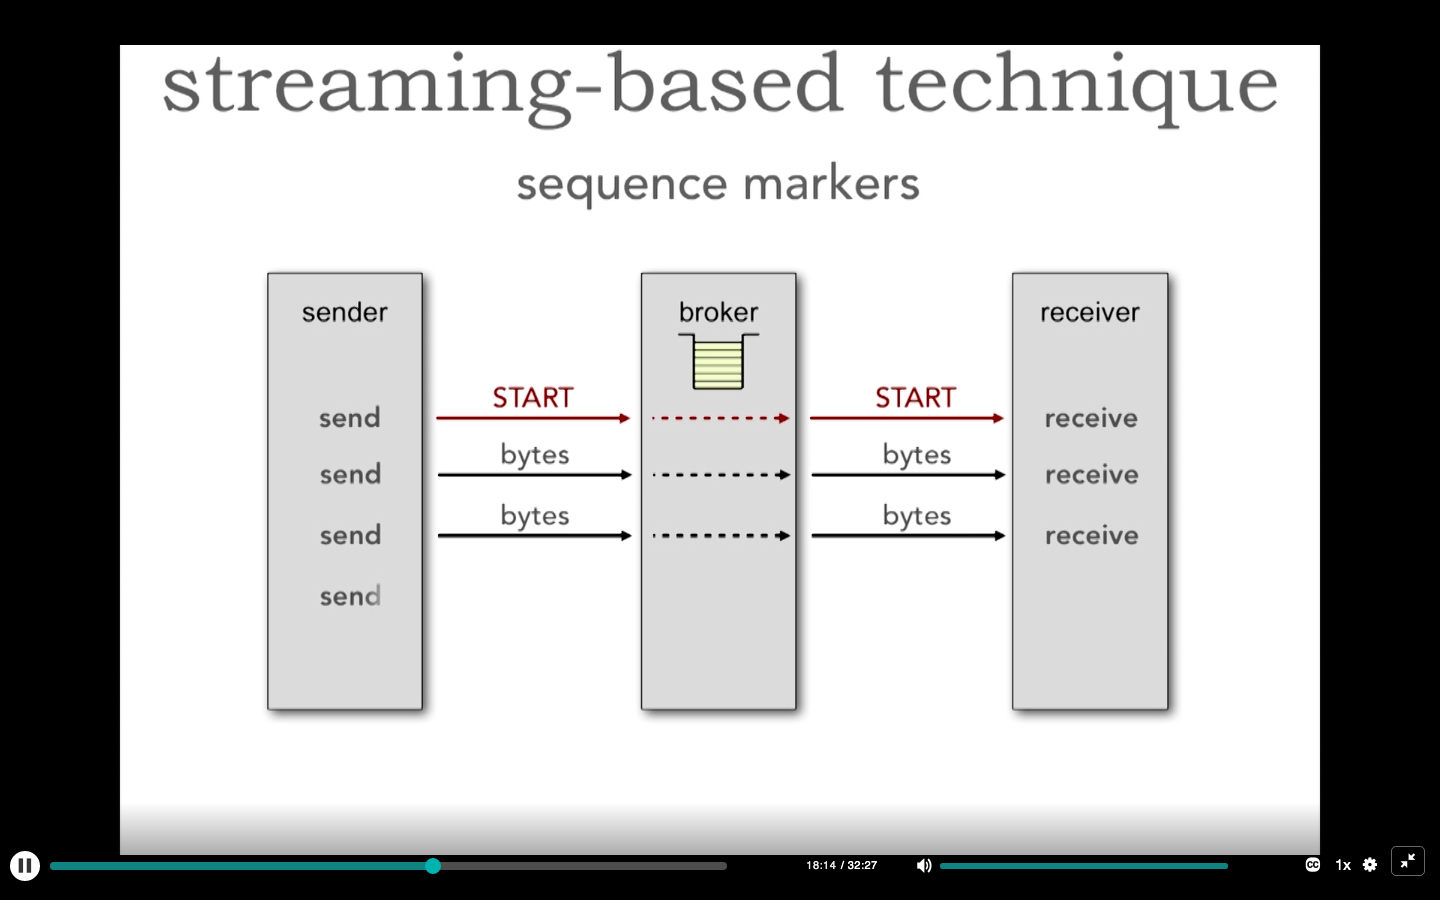 streaming-based technique
sequence markers
sender
broker
receiver
START
START
send
receive
bytes
bytes
send
receive
bytes
bytes
send
receive
send
18:14 / 32:27
CC
1x